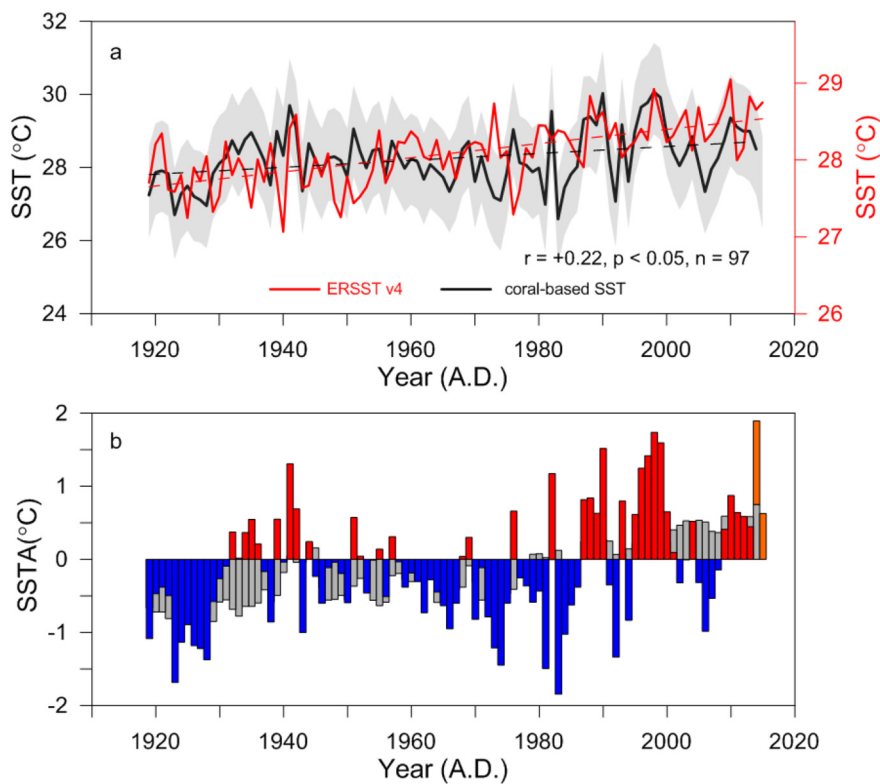 a
SST (°C)
32
30
28
26
24
29
28
27
26
SST (°C)
r = +0.22, p < 0.05, n = 97
ERSST v4
coral-based SST
1920 1940 1960 1980 2000 2020
Year (A.D.)
b
SSTA(°C)
2
1
0
-1
-2
1920 1940 1960 1980 2000 2020
Year (A.D.)